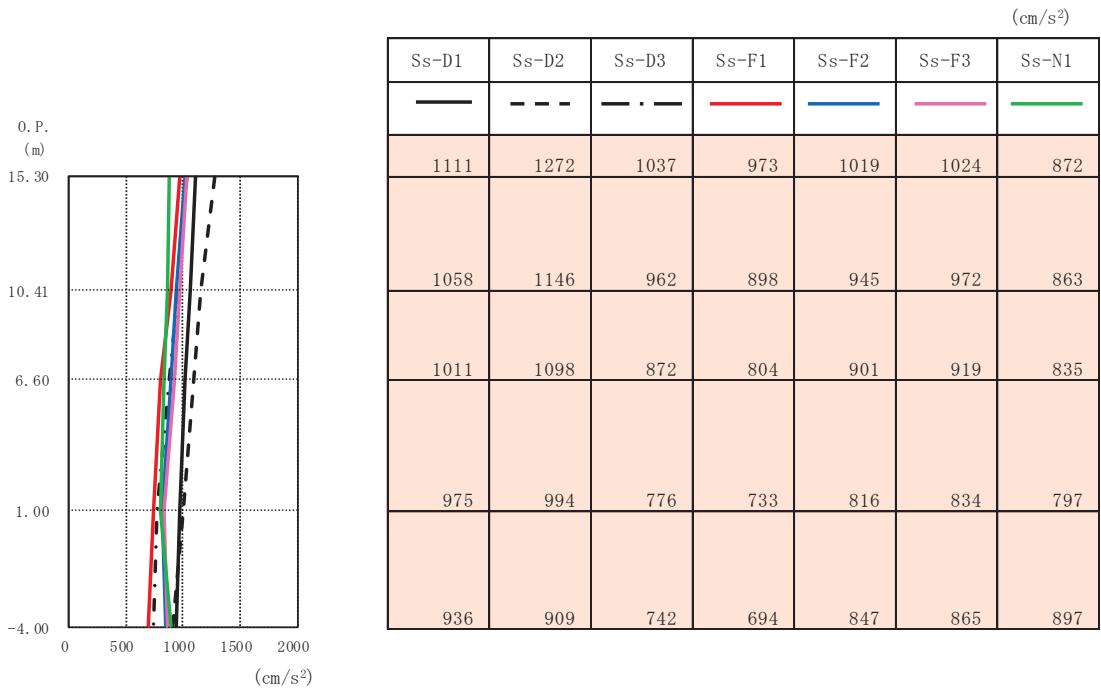 (cm/s²)
Ss-D1 Ss-D2 Ss-D3 Ss-F1 Ss-F2 Ss-F3 Ss-N1
O.P.
(m)
1111 1272 1037 973 1019 1024 872
15.30
1058 1146 962 898 945 972 863
10.41
1011 1098 872 804 901 919 835
6.60
975 994 776 733 816 834 797
1.00
936 909 742 694 847 865 897
-4.00
0 500 1000 1500 2000
(cm/s²)